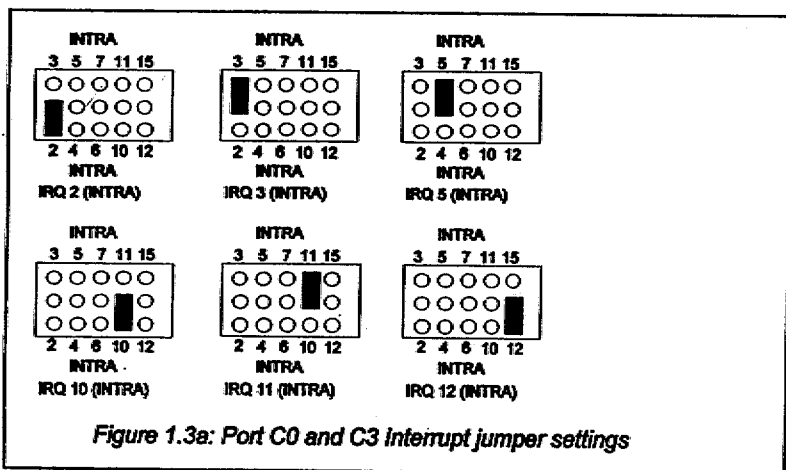 INTRA INTRA INTRA
3 5 7 11 15 3 5 7 11 15 3 5 7 11 15
2 4 6 10 12 2 4 6 10 12 2 4 6 10 12
INTRA INTRA INTRA
IRQ 2 (INTRA) IRQ 3 (INTRA) IRQ 5 (INTRA)
INTRA INTRA INTRA
3 5 7 11 15 3 5 7 11 15 3 5 7 11 15
2 4 6 10 12 2 4 6 10 12 2 4 6 10 12
INTRA INTRA INTRA
IRQ 10 (INTRA) IRQ 11 (INTRA) IRQ 12 (INTRA)
Figure 1.3a: Port C0 and C3 interrupt jumper settings